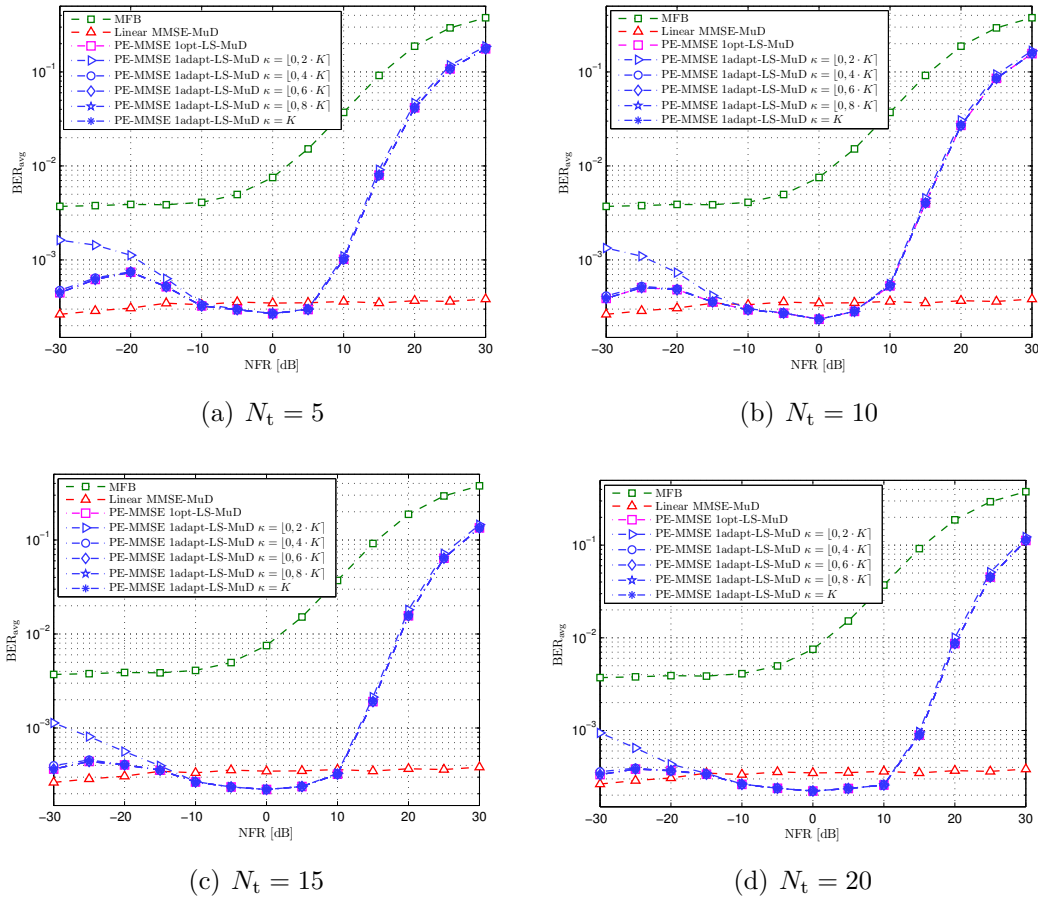 MFB
Linear MMSE-MuD
PE-MMSE 1opt-LS-MuD
PE-MMSE 1adapt-LS-MuD κ = ⌊0,2 · K⌉
PE-MMSE 1adapt-LS-MuD κ = ⌊0,4 · K⌉
PE-MMSE 1adapt-LS-MuD κ = ⌊0,6 · K⌉
PE-MMSE 1adapt-LS-MuD κ = ⌊0,8 · K⌉
PE-MMSE 1adapt-LS-MuD κ = K
10⁻¹
10⁻²
10⁻³
BER_avg
−30 −20 −10 0 10 20 30
NFR [dB]
(a) N_t = 5
MFB
Linear MMSE-MuD
PE-MMSE 1opt-LS-MuD
PE-MMSE 1adapt-LS-MuD κ = ⌊0,2 · K⌉
PE-MMSE 1adapt-LS-MuD κ = ⌊0,4 · K⌉
PE-MMSE 1adapt-LS-MuD κ = ⌊0,6 · K⌉
PE-MMSE 1adapt-LS-MuD κ = ⌊0,8 · K⌉
PE-MMSE 1adapt-LS-MuD κ = K
10⁻¹
10⁻²
10⁻³
BER_avg
−30 −20 −10 0 10 20 30
NFR [dB]
(b) N_t = 10
MFB
Linear MMSE-MuD
PE-MMSE 1opt-LS-MuD
PE-MMSE 1adapt-LS-MuD κ = ⌊0,2 · K⌉
PE-MMSE 1adapt-LS-MuD κ = ⌊0,4 · K⌉
PE-MMSE 1adapt-LS-MuD κ = ⌊0,6 · K⌉
PE-MMSE 1adapt-LS-MuD κ = ⌊0,8 · K⌉
PE-MMSE 1adapt-LS-MuD κ = K
10⁻¹
10⁻²
10⁻³
BER_avg
−30 −20 −10 0 10 20 30
NFR [dB]
(c) N_t = 15
MFB
Linear MMSE-MuD
PE-MMSE 1opt-LS-MuD
PE-MMSE 1adapt-LS-MuD κ = ⌊0,2 · K⌉
PE-MMSE 1adapt-LS-MuD κ = ⌊0,4 · K⌉
PE-MMSE 1adapt-LS-MuD κ = ⌊0,6 · K⌉
PE-MMSE 1adapt-LS-MuD κ = ⌊0,8 · K⌉
PE-MMSE 1adapt-LS-MuD κ = K
10⁻¹
10⁻²
10⁻³
BER_avg
−30 −20 −10 0 10 20 30
NFR [dB]
(d) N_t = 20